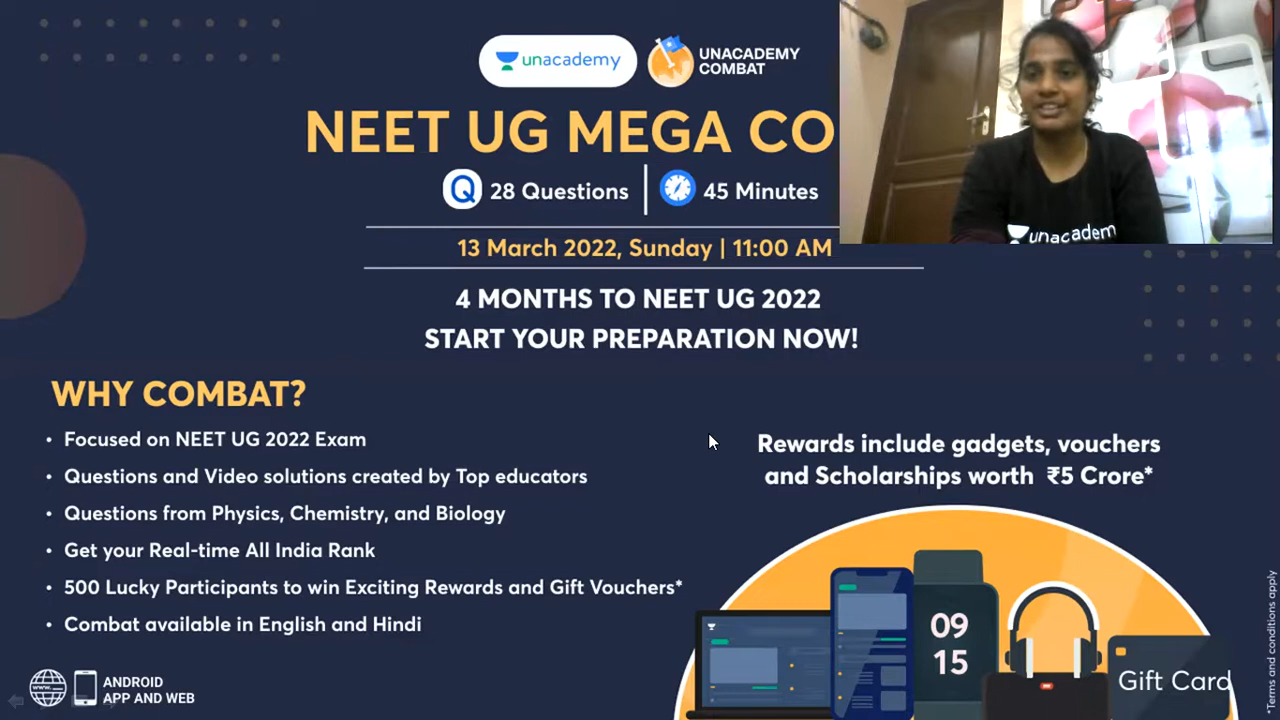 unacademy
UNACADEMY
COMBAT
NEET UG MEGA CO
28 Questions
45 Minutes
13 March 2022, Sunday | 11:00 AM
unacademy
4 MONTHS TO NEET UG 2022
START YOUR PREPARATION NOW!
WHY COMBAT?
• Focused on NEET UG 2022 Exam
• Questions and Video solutions created by Top educators
• Questions from Physics, Chemistry, and Biology
• Get your Real-time All India Rank
• 500 Lucky Participants to win Exciting Rewards and Gift Vouchers*
• Combat available in English and Hindi
Rewards include gadgets, vouchers
and Scholarships worth ₹5 Crore*
09
15
Gift Card
www.
ANDROID
APP AND WEB
*Terms and conditions apply